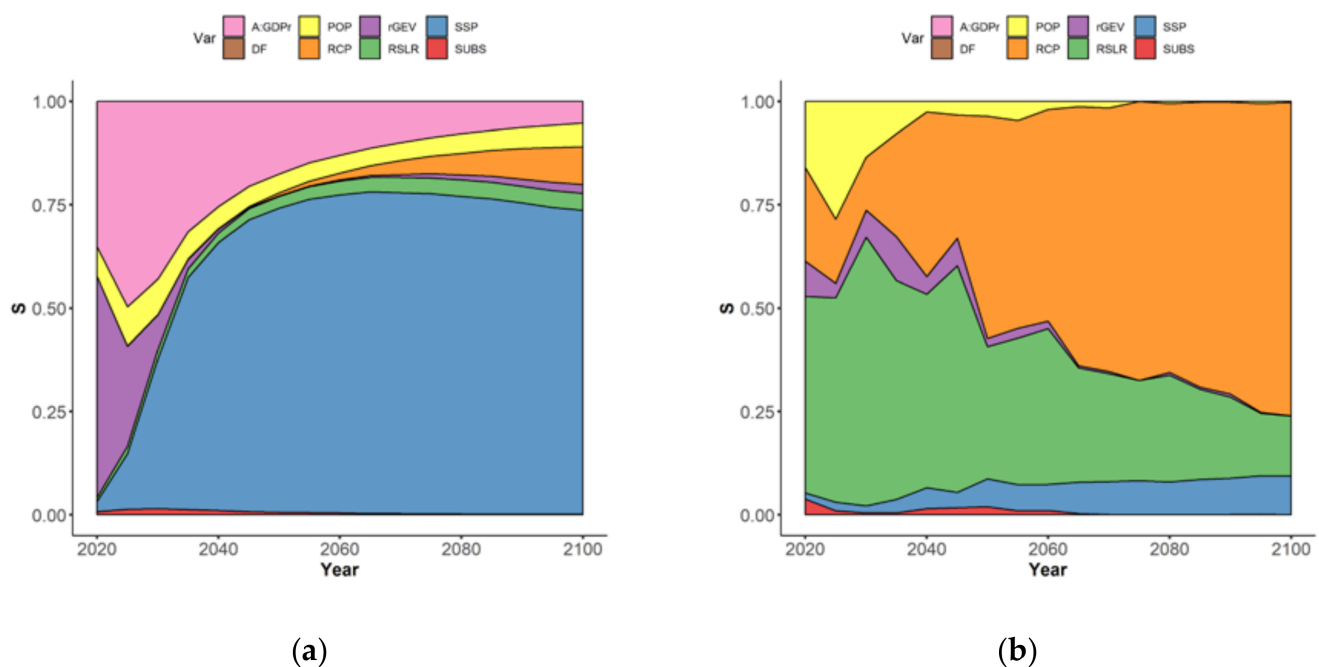 Var A:GDPr POP rGEV SSP
DF RCP RSLR SUBS
1.00
0.75
0.50
0.25
0.00
S
2020 2040 2060 2080 2100
Year
(a)
Var A:GDPr POP rGEV SSP
DF RCP RSLR SUBS
1.00
0.75
0.50
0.25
0.00
S
2020 2040 2060 2080 2100
Year
(b)